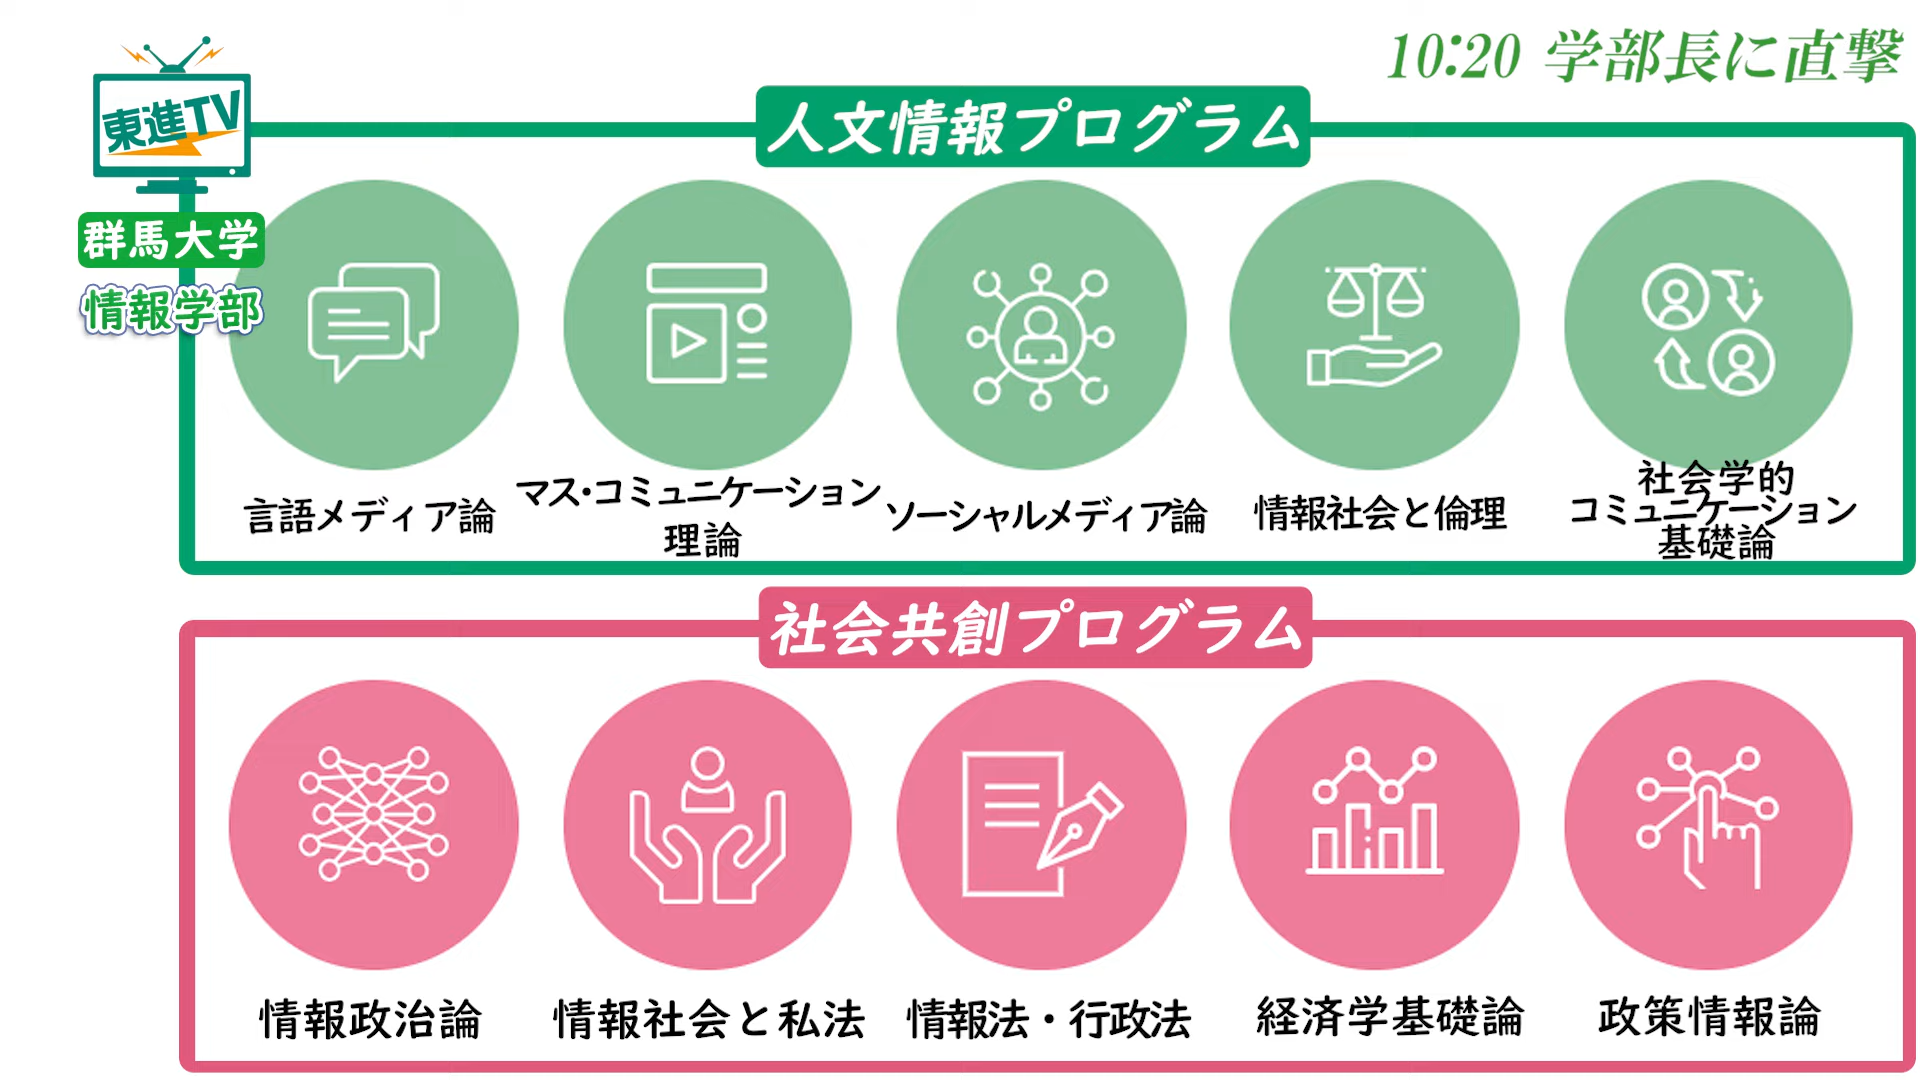 10:20 学部長に直撃
東進TV
群馬大学
情報学部
人文情報プログラム
言語メディア論
マス・コミュニケーション
理論
ソーシャルメディア論
情報社会と倫理
社会学的
コミュニケーション
基礎論
社会共創プログラム
情報政治論
情報社会と私法
情報法・行政法
経済学基礎論
政策情報論